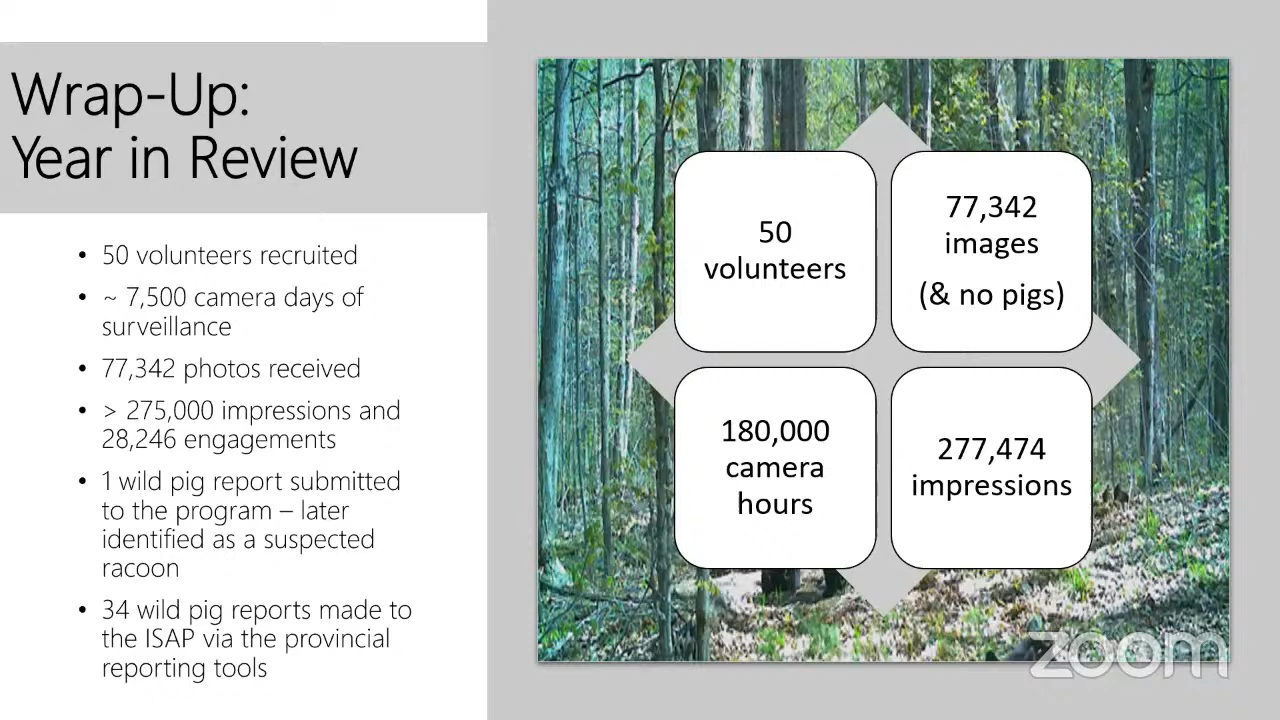 Wrap-Up:
Year in Review
• 50 volunteers recruited
• ~ 7,500 camera days of
surveillance
• 77,342 photos received
• > 275,000 impressions and
28,246 engagements
• 1 wild pig report submitted
to the program – later
identified as a suspected
racoon
• 34 wild pig reports made to
the ISAP via the provincial
reporting tools
50
volunteers
77,342
images
(& no pigs)
180,000
camera
hours
277,474
impressions
zoom